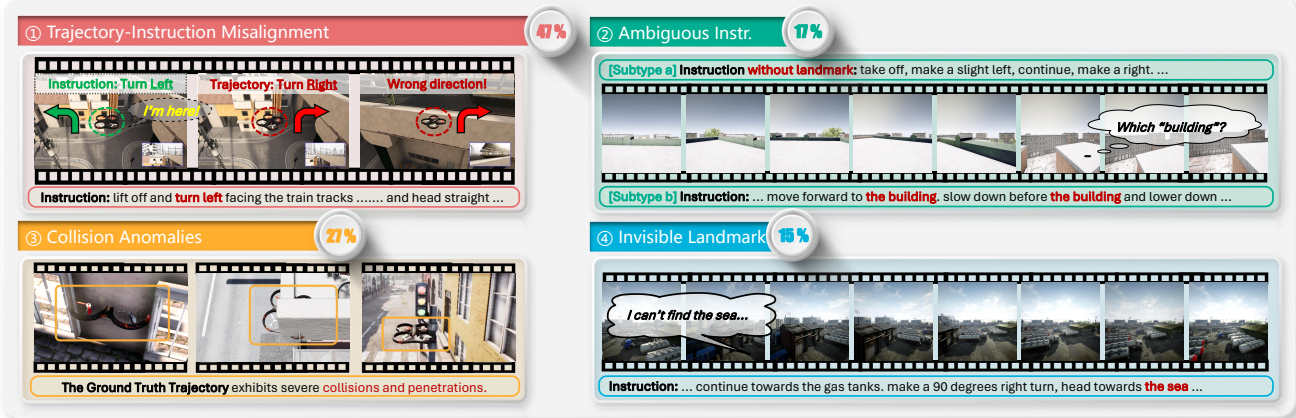 ① Trajectory-Instruction Misalignment
47%
Instruction: Turn Left
Trajectory: Turn Right
Wrong direction!
I'm here!
Instruction: lift off and turn left facing the train tracks ....... and head straight ...
② Ambiguous Instr.
17%
[Subtype a] Instruction without landmark: take off, make a slight left, continue, make a right. ...
Which "building"?
[Subtype b] Instruction: ... move forward to the building. slow down before the building and lower down ...
③ Collision Anomalies
27%
The Ground Truth Trajectory exhibits severe collisions and penetrations.
④ Invisible Landmark
15%
I can't find the sea...
Instruction: ... continue towards the gas tanks. make a 90 degrees right turn, head towards the sea ...